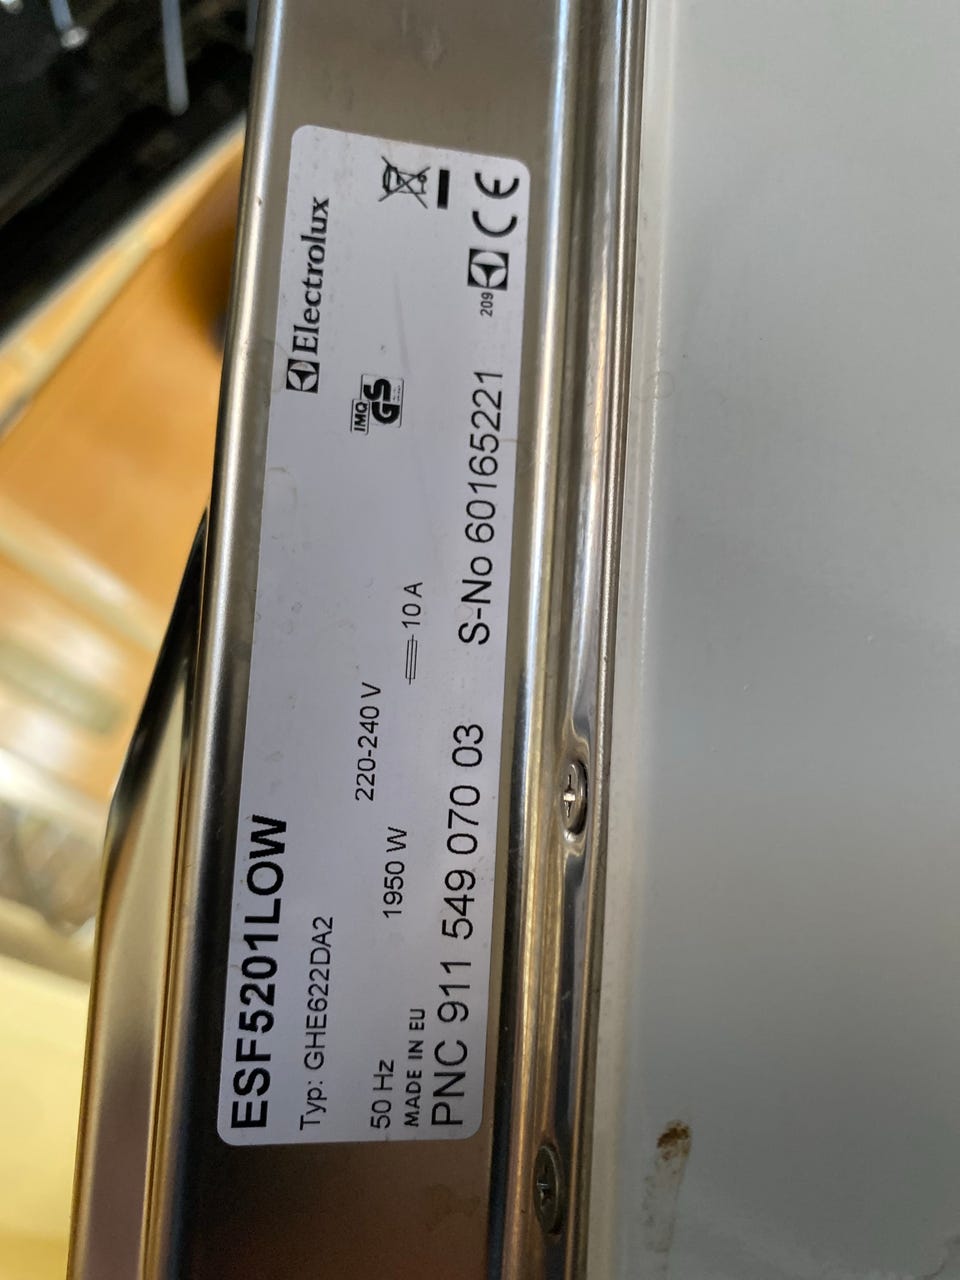 Electrolux
ESF5201LOW
Typ: GHE622DA2
IMQ
GS
220-240 V
50 Hz
1950 W
10 A
MADE IN EU
209
CE
PNC 911 549 070 03
S-No 60165221